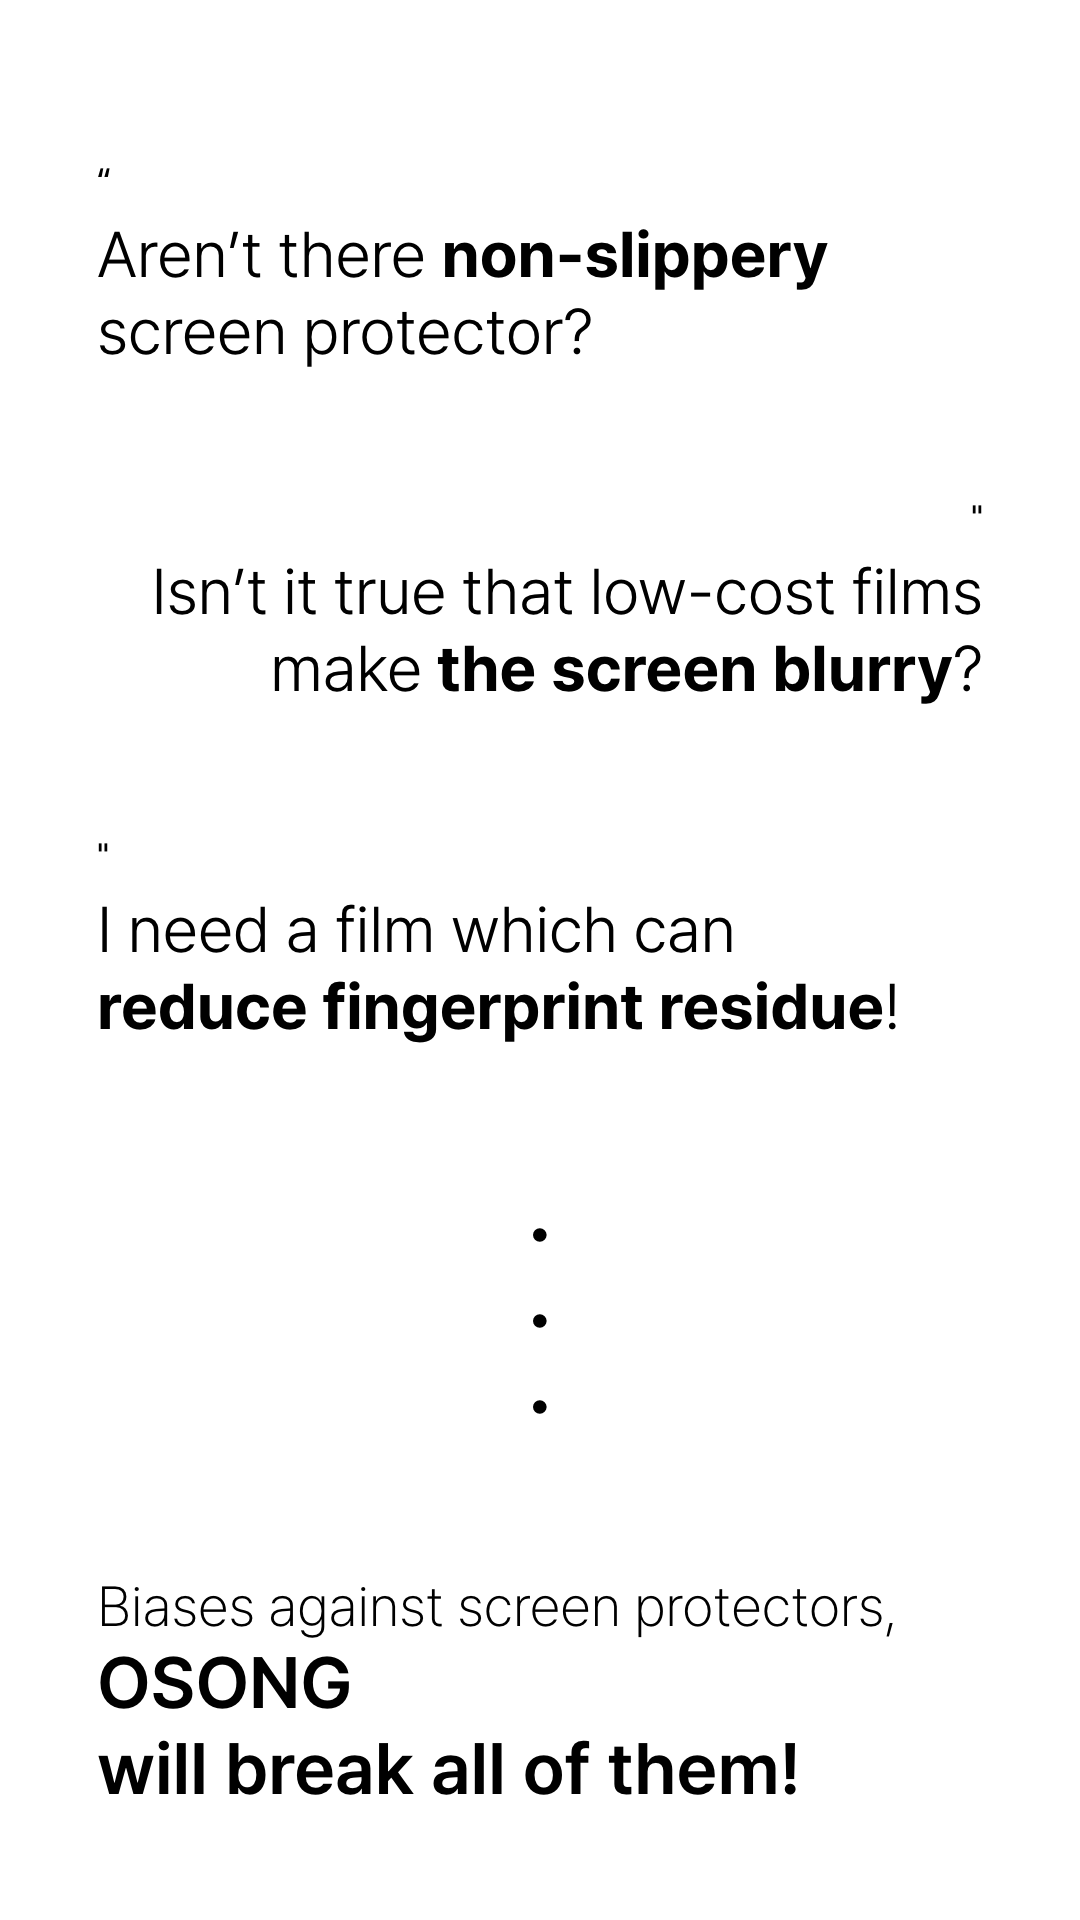 “
Aren’t there non-slippery
screen protector?
"
Isn’t it true that low-cost films
make the screen blurry?
"
I need a film which can
reduce fingerprint residue!
•
•
•
Biases against screen protectors,
OSONG
will break all of them!